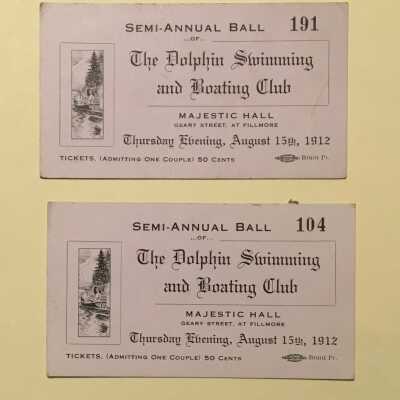 SEMI-ANNUAL BALL 191
...OF...
The Dolphin Swimming
and Boating Club
MAJESTIC HALL
GEARY STREET, AT FILLMORE
Thursday Evening, August 15th, 1912
TICKETS, (ADMITTING ONE COUPLE) 50 CENTS
SEMI-ANNUAL BALL 104
...OF...
The Dolphin Swimming
and Boating Club
MAJESTIC HALL
GEARY STREET, AT FILLMORE
Thursday Evening, August 15th, 1912
TICKETS, (ADMITTING ONE COUPLE) 50 CENTS